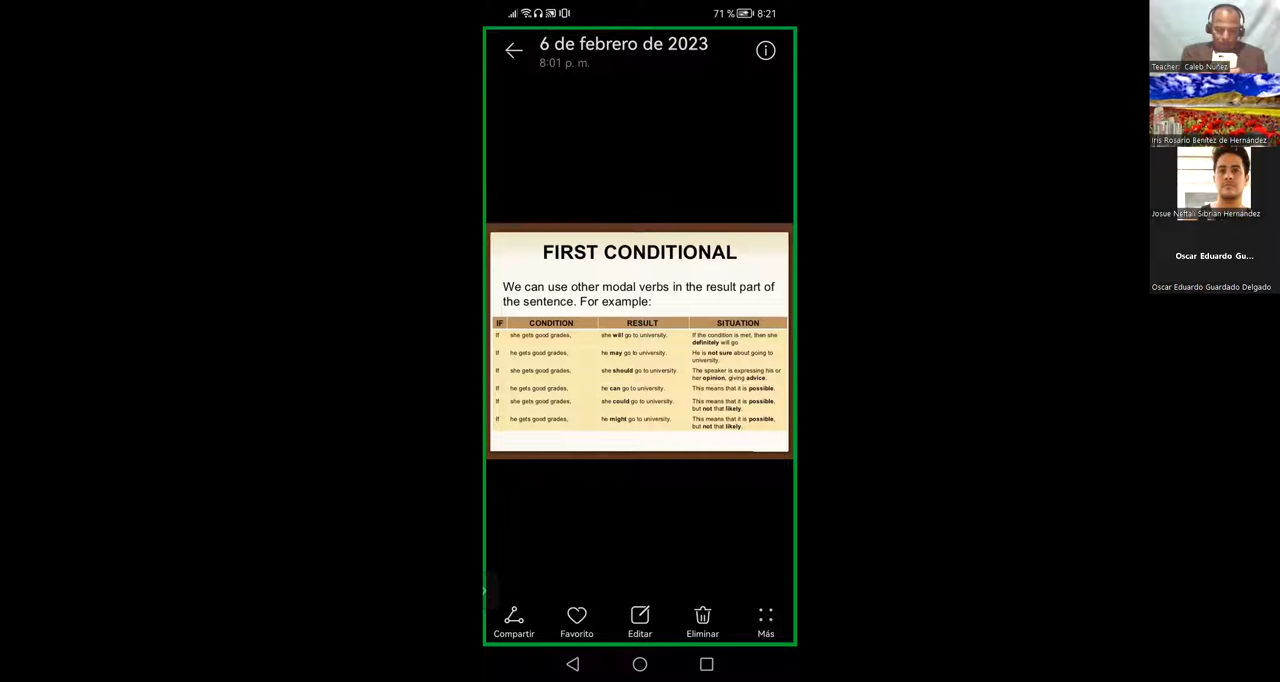 71 % 8:21
6 de febrero de 2023
8:01 p. m.
FIRST CONDITIONAL
We can use other modal verbs in the result part of
the sentence. For example:
IF CONDITION RESULT SITUATION
If she gets good grades, she will go to university. If the condition is met, then she
definitely will go
If he gets good grades, he may go to university. He is not sure about going to
university.
If she gets good grades, she should go to university. The speaker is expressing his or
her opinion, giving advice.
If he gets good grades, he can go to university. This means that it is possible.
If she gets good grades, she could go to university. This means that it is possible,
but not that likely.
If he gets good grades, he might go to university. This means that it is possible,
but not that likely.
Compartir Favorito Editar Eliminar Más
Teacher: Caleb Nuñez
Iris Rosario Benítez de Hernández
Josue Neftali Sibrian Hernández
Oscar Eduardo Gu...
Oscar Eduardo Guardado Delgado